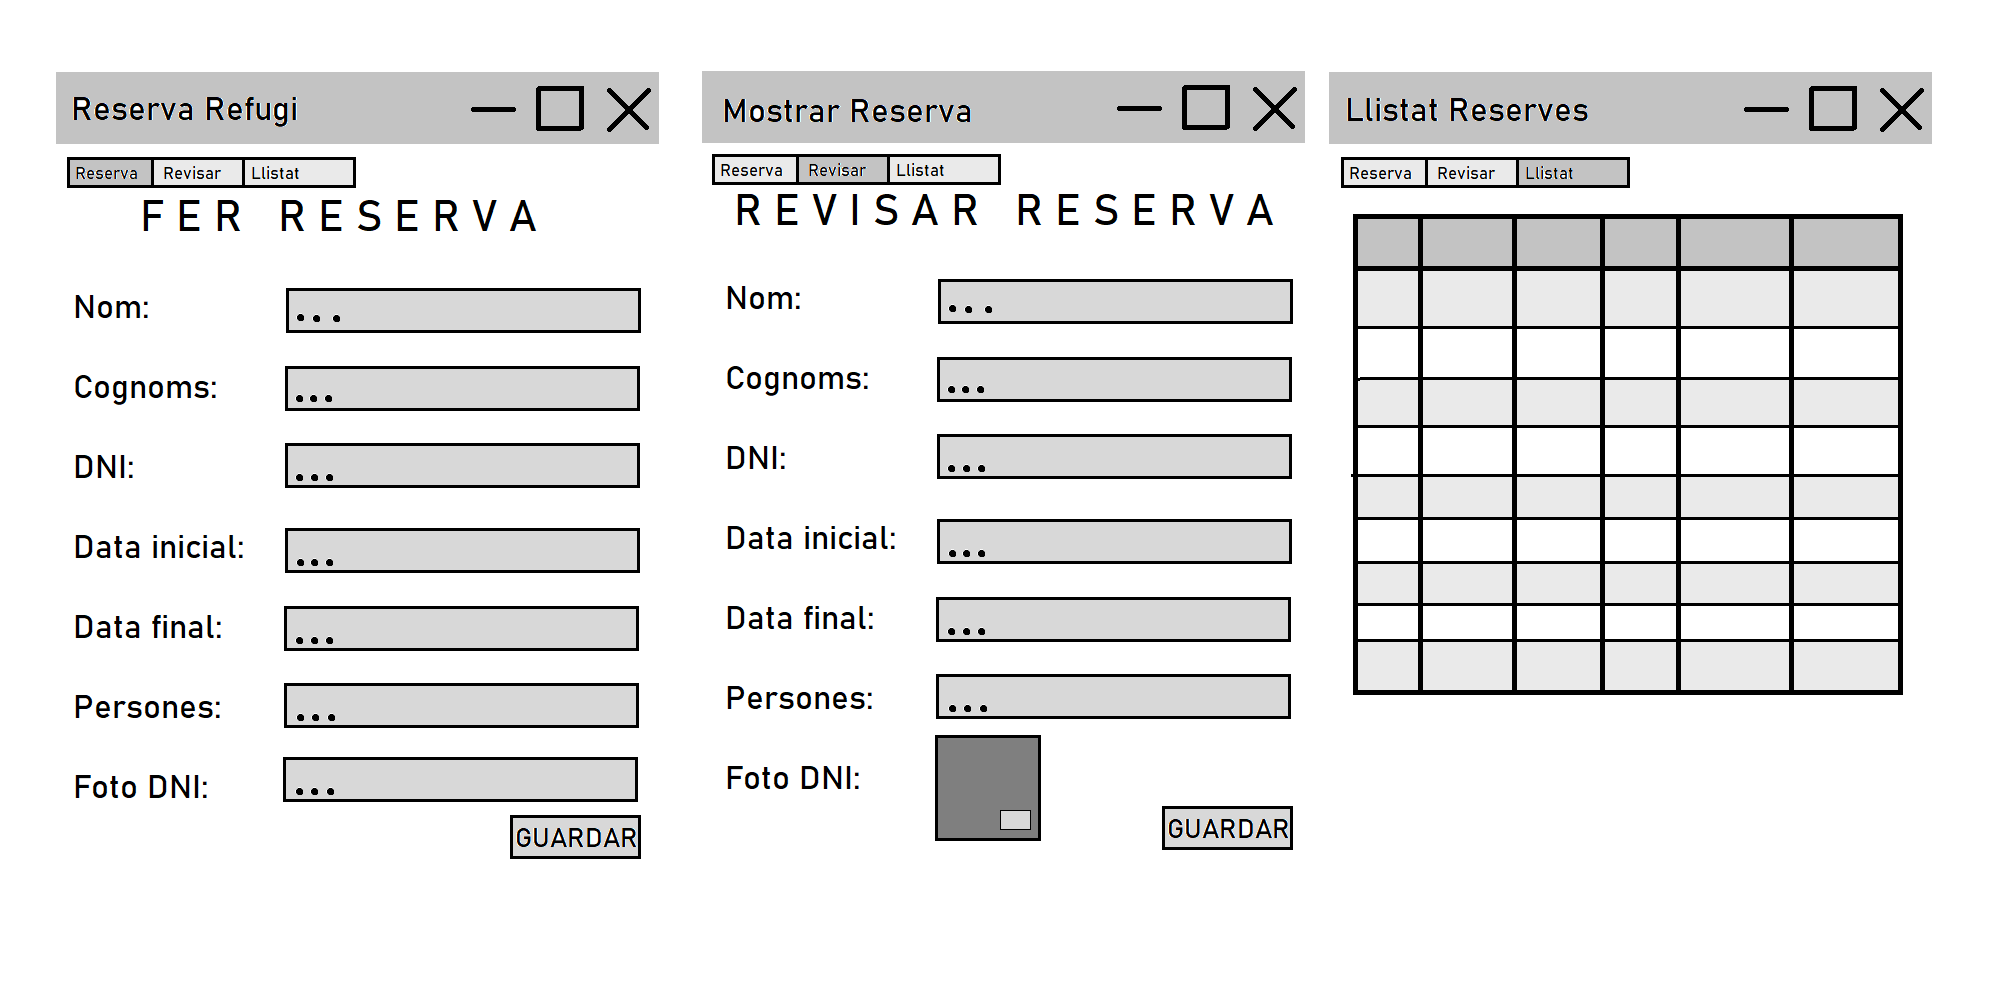 Reserva Refugi
Reserva Revisar Llistat
FER RESERVA
Nom:
...
Cognoms:
...
DNI:
...
Data inicial:
...
Data final:
...
Persones:
...
Foto DNI:
...
GUARDAR
Mostrar Reserva
Reserva Revisar Llistat
REVISAR RESERVA
Nom:
...
Cognoms:
...
DNI:
...
Data inicial:
...
Data final:
...
Persones:
...
Foto DNI:
GUARDAR
Llistat Reserves
Reserva Revisar Llistat